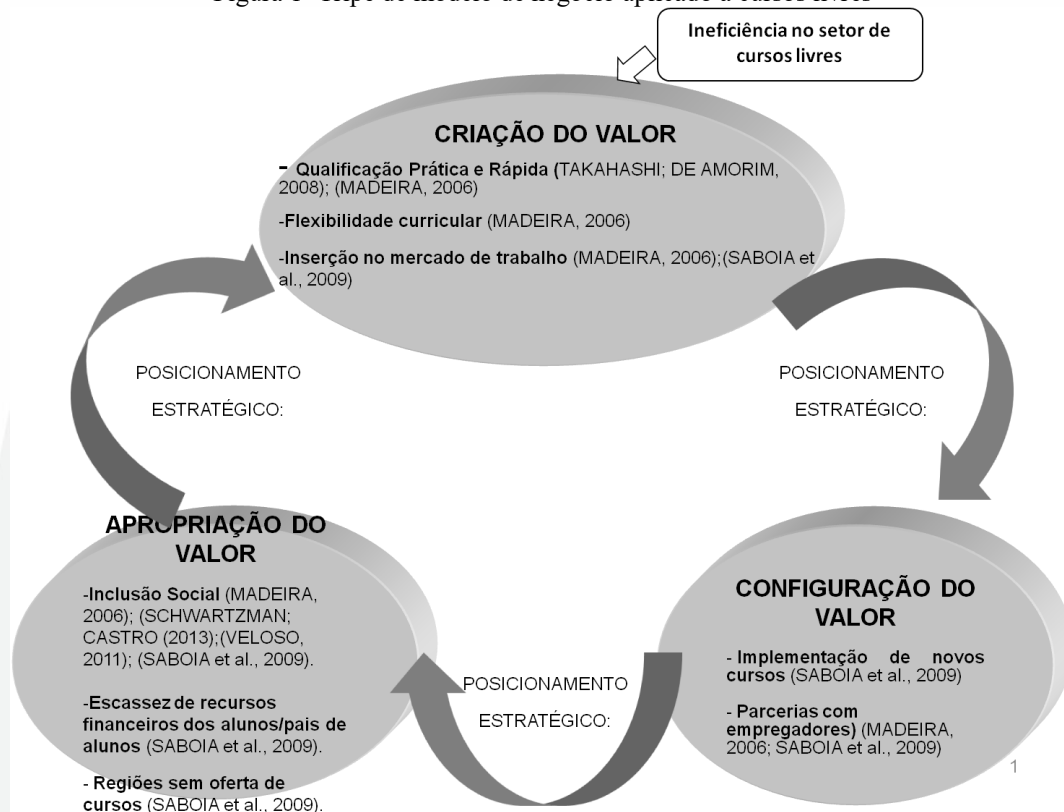 Ineficiência no setor de
cursos livres
CRIAÇÃO DO VALOR
- Qualificação Prática e Rápida (TAKAHASHI; DE AMORIM,
2008); (MADEIRA, 2006)
-Flexibilidade curricular (MADEIRA, 2006)
-Inserção no mercado de trabalho (MADEIRA, 2006);(SABOIA et
al., 2009)
POSICIONAMENTO
ESTRATÉGICO:
POSICIONAMENTO
ESTRATÉGICO:
APROPRIAÇÃO DO
VALOR
-Inclusão Social (MADEIRA,
2006); (SCHWARTZMAN;
CASTRO (2013);(VELOSO,
2011); (SABOIA et al., 2009).
-Escassez de recursos
financeiros dos alunos/pais de
alunos (SABOIA et al., 2009).
- Regiões sem oferta de
cursos (SABOIA et al., 2009).
POSICIONAMENTO
ESTRATÉGICO:
CONFIGURAÇÃO DO
VALOR
- Implementação de novos
cursos (SABOIA et al., 2009)
- Parcerias com
empregadores) (MADEIRA,
2006; SABOIA et al., 2009)
1